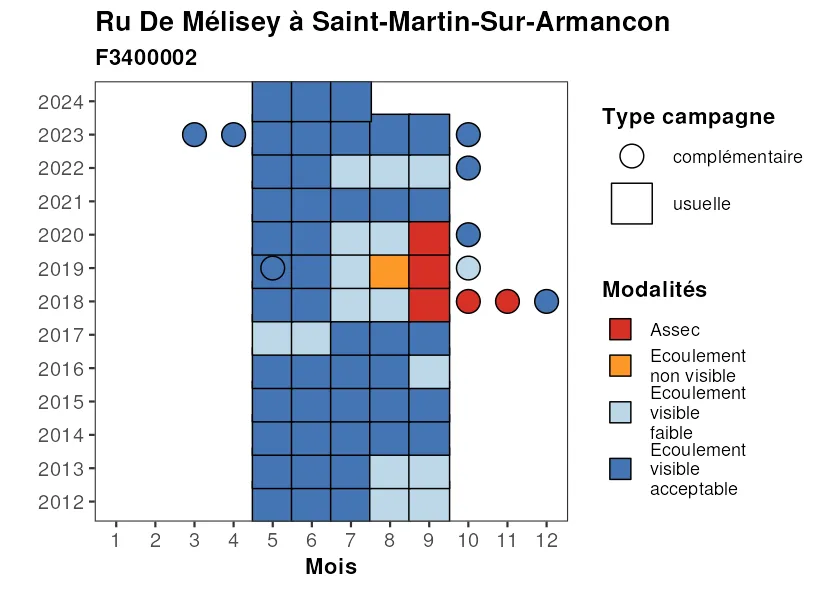 Ru De Mélisey à Saint-Martin-Sur-Armancon
F3400002
2024
2023
2022
2021
2020
2019
2018
2017
2016
2015
2014
2013
2012
1 2 3 4 5 6 7 8 9 10 11 12
Mois
Type campagne
complémentaire
usuelle
Modalités
Assec
Ecoulement
non visible
Ecoulement
visible
faible
Ecoulement
visible
acceptable